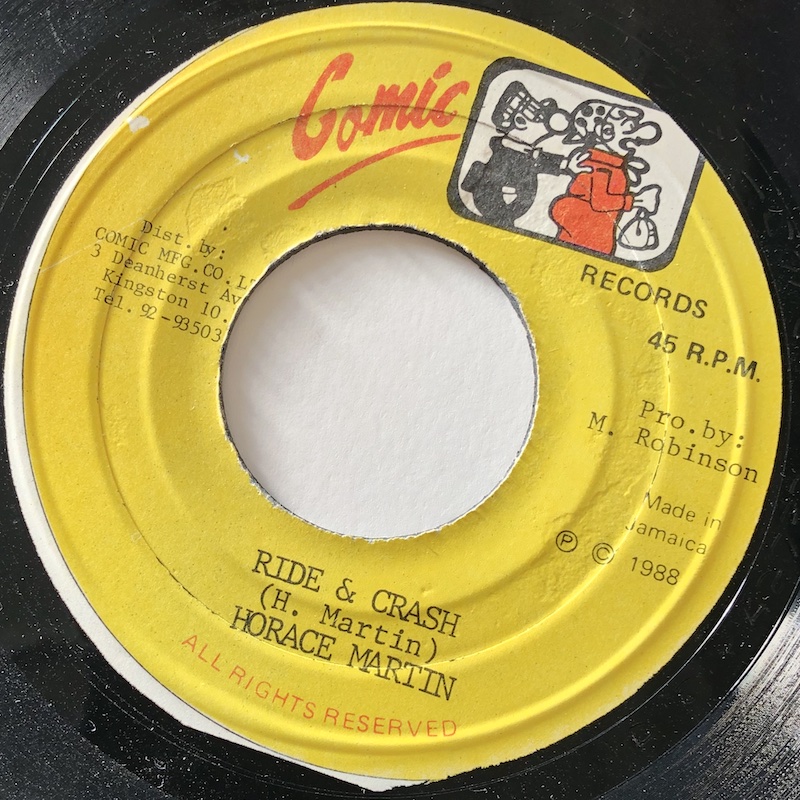 Comic
RECORDS
45 R.P.M.
Dist. by:
COMIC MFG.CO.L
3 Deanherst Av
Kingston 10.
Tel. 92-93503
Pro.by:
M. Robinson
Made in
Jamaica
Ⓟ © 1988
RIDE & CRASH
(H. Martin)
HORACE MARTIN
ALL RIGHTS RESERVED